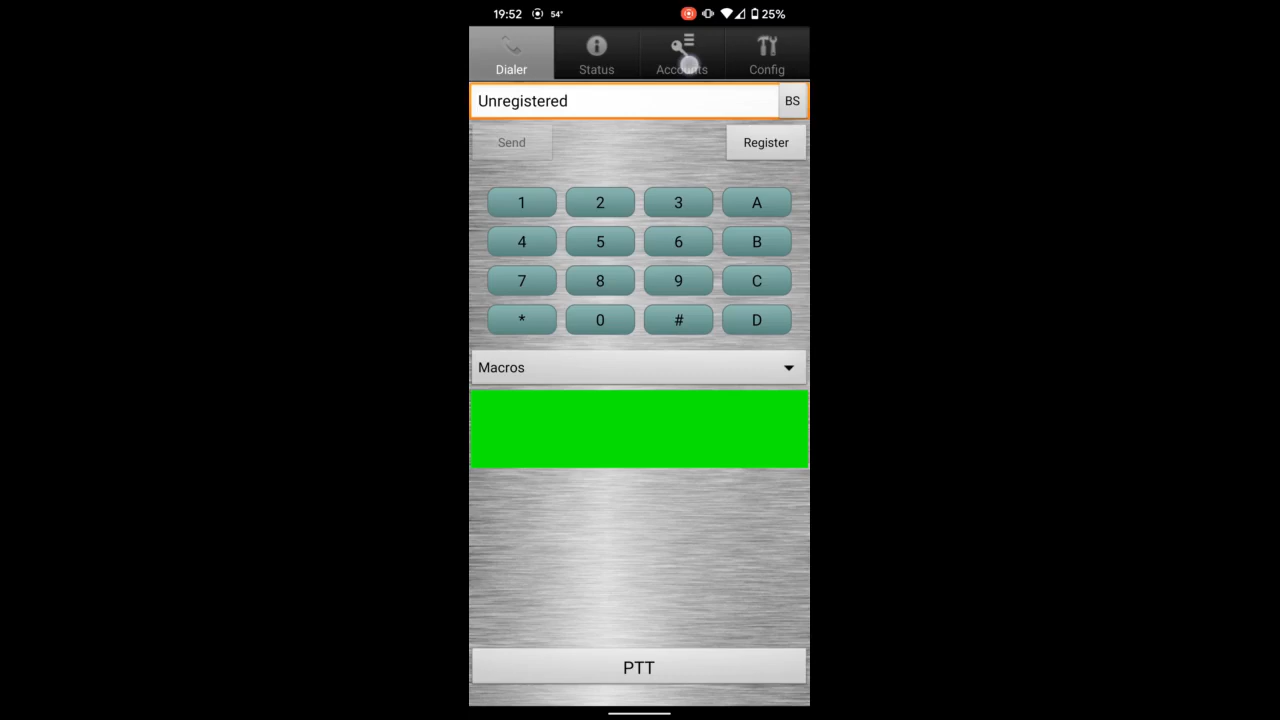 19:52 54° 25%
Dialer Status Accounts Config
Unregistered BS
Send Register
1 2 3 A
4 5 6 B
7 8 9 C
* 0 # D
Macros
PTT